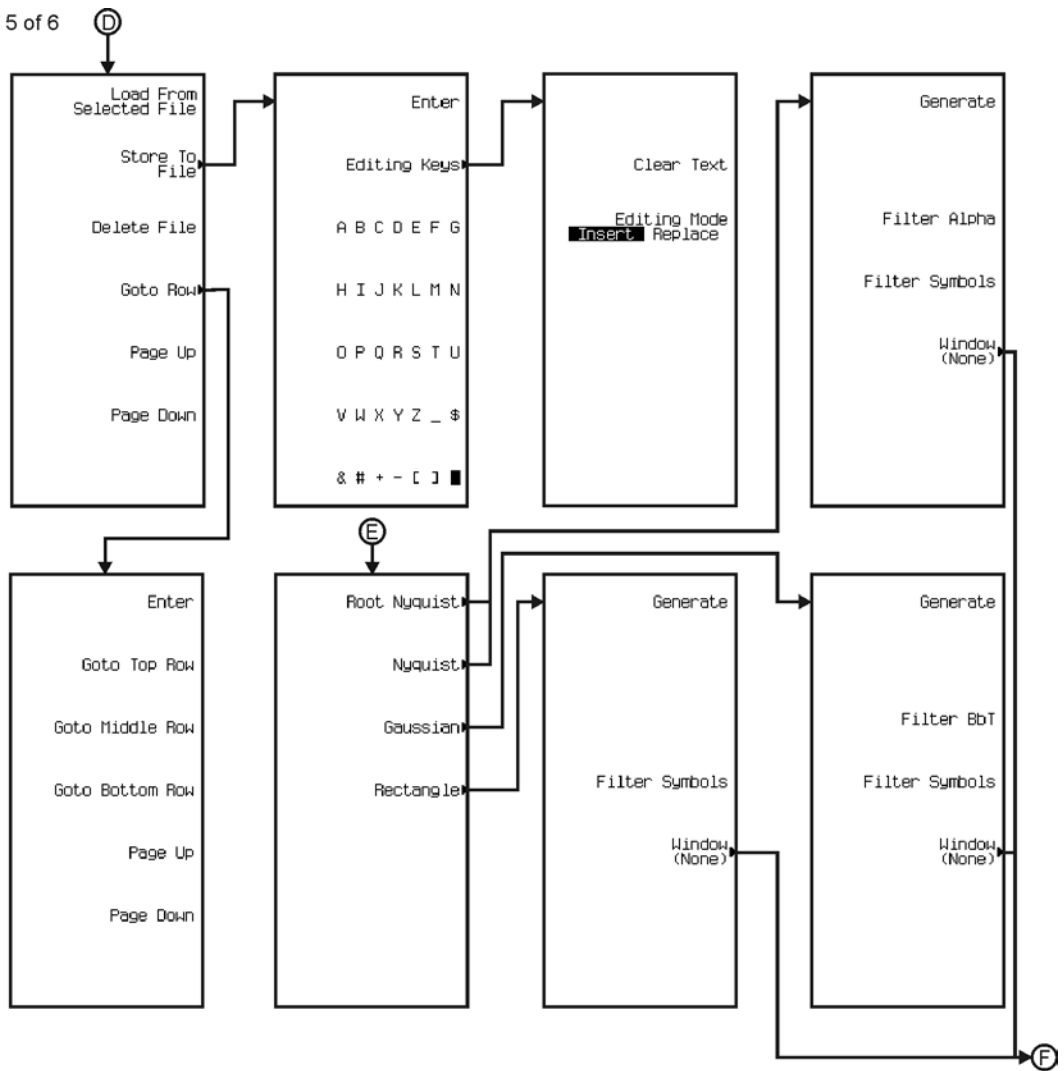 5 of 6
D
Load From
Selected File
Store To
File
Delete File
Goto Row
Page Up
Page Down
Enter
Editing Keys
A B C D E F G
H I J K L M N
O P Q R S T U
V W X Y Z _ $
& # + - [ ]
Clear Text
Editing Mode
Insert Replace
Generate
Filter Alpha
Filter Symbols
Window
(None)
Enter
Goto Top Row
Goto Middle Row
Goto Bottom Row
Page Up
Page Down
E
Root Nyquist
Nyquist
Gaussian
Rectangle
Generate
Filter Symbols
Window
(None)
Generate
Filter BbT
Filter Symbols
Window
(None)
F